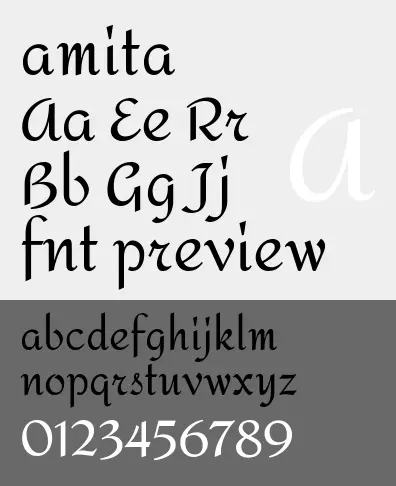 amita
Aa Ee Rr
A
Bb Gg Jj
fnt preview
abcdefghijklm
nopqrstuvwxyz
0123456789